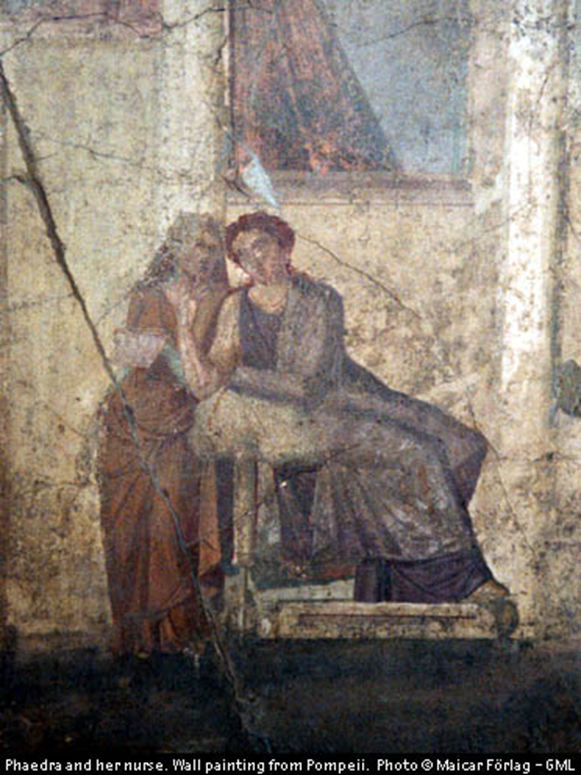 Phaedra and her nurse. Wall painting from Pompeii. Photo © Maicar Förlag – GML